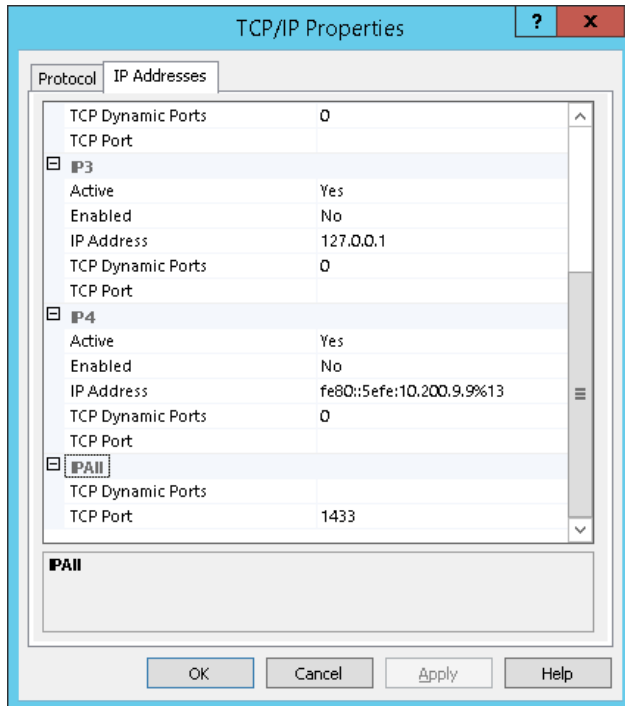 TCP/IP Properties
? x
Protocol IP Addresses
TCP Dynamic Ports 0
TCP Port
IP3
Active Yes
Enabled No
IP Address 127.0.0.1
TCP Dynamic Ports 0
TCP Port
IP4
Active Yes
Enabled No
IP Address fe80::5efe:10.200.9.9%13
TCP Dynamic Ports 0
TCP Port
IPAll
TCP Dynamic Ports
TCP Port 1433
IPAll
OK Cancel Apply Help